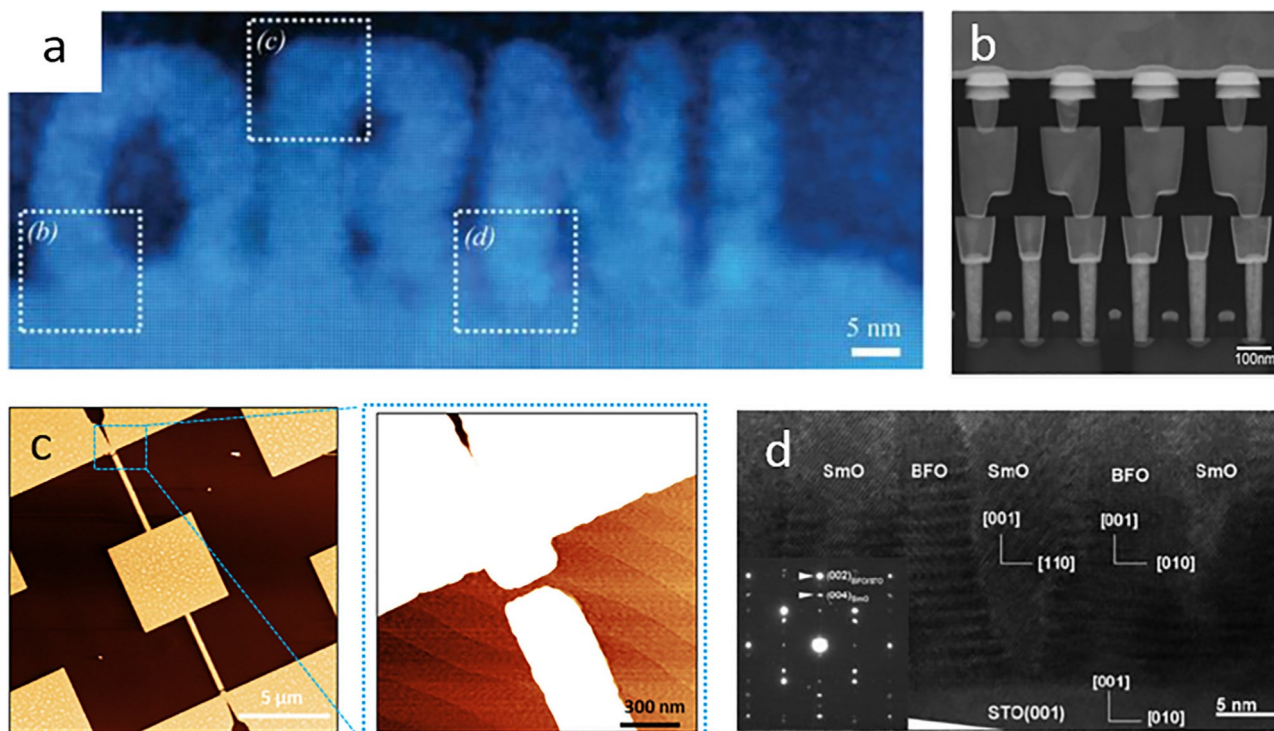 a
(c)
(b)
(d)
5 nm
b
100nm
c
5 µm
300 nm
d
SmO BFO SmO BFO SmO
[001] [001]
[110] [010]
(002)BFO/STO
(004)SmO
[001]
STO(001) [010]
5 nm